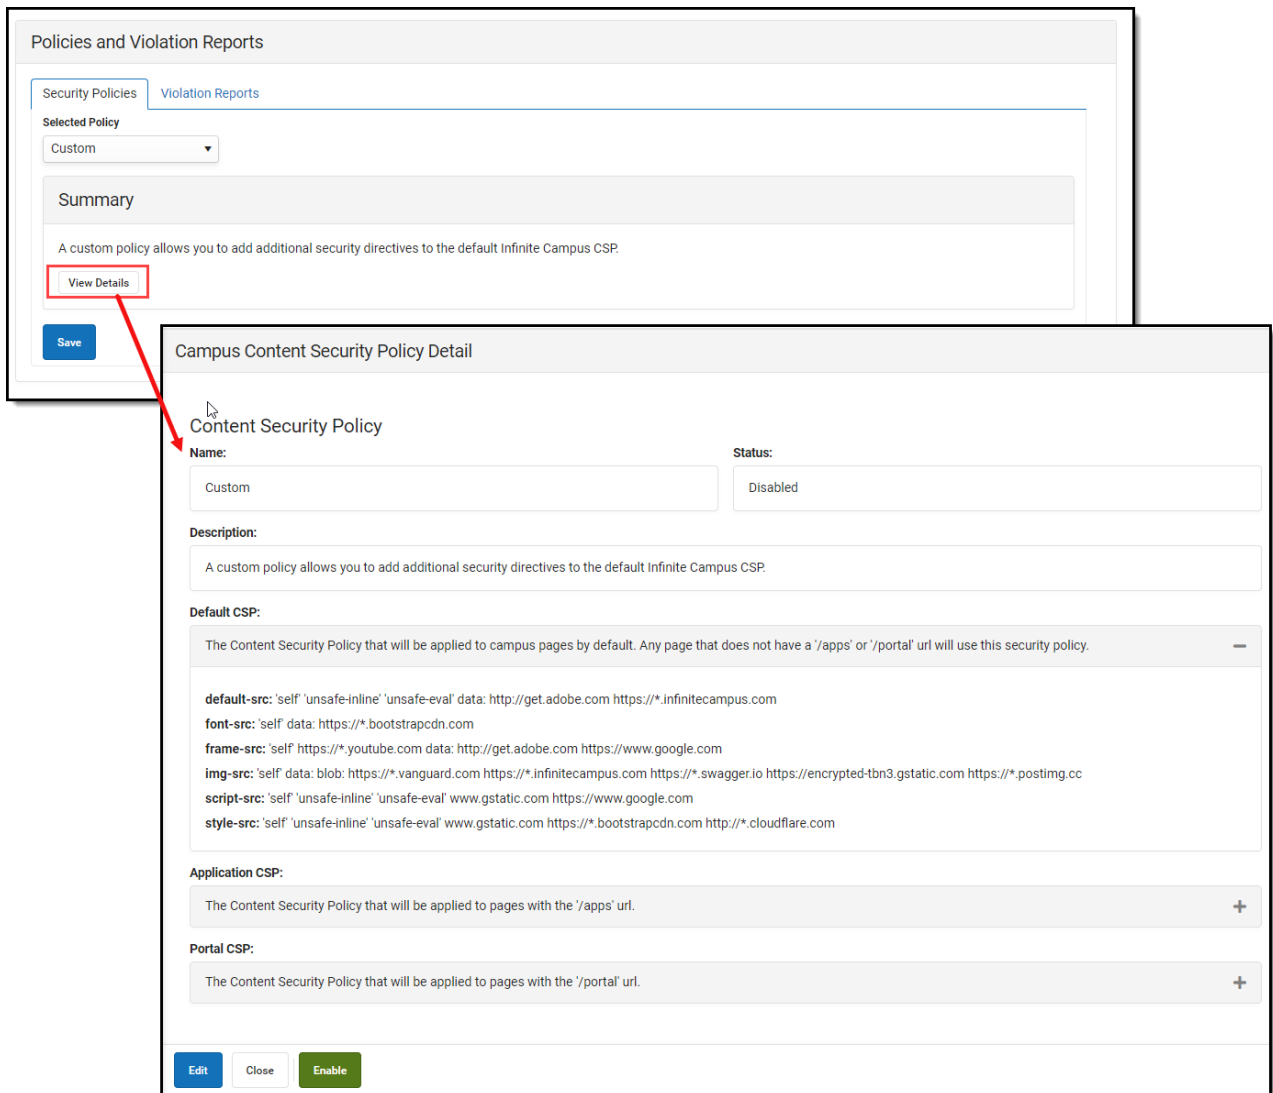 Policies and Violation Reports
Security Policies Violation Reports
Selected Policy
Custom
Summary
A custom policy allows you to add additional security directives to the default Infinite Campus CSP.
View Details
Save
Campus Content Security Policy Detail
Content Security Policy
Name: Status:
Custom Disabled
Description:
A custom policy allows you to add additional security directives to the default Infinite Campus CSP.
Default CSP:
The Content Security Policy that will be applied to campus pages by default. Any page that does not have a '/apps' or '/portal' url will use this security policy.
default-src: 'self' 'unsafe-inline' 'unsafe-eval' data: http://get.adobe.com https://*.infinitecampus.com
font-src: 'self' data: https://*.bootstrapcdn.com
frame-src: 'self' https://*.youtube.com data: http://get.adobe.com https://www.google.com
img-src: 'self' data: blob: https://*.vanguard.com https://*.infinitecampus.com https://*.swagger.io https://encrypted-tbn3.gstatic.com https://*.postimg.cc
script-src: 'self' 'unsafe-inline' 'unsafe-eval' www.gstatic.com https://www.google.com
style-src: 'self' 'unsafe-inline' 'unsafe-eval' www.gstatic.com https://*.bootstrapcdn.com http://*.cloudflare.com
Application CSP:
The Content Security Policy that will be applied to pages with the '/apps' url.
Portal CSP:
The Content Security Policy that will be applied to pages with the '/portal' url.
Edit Close Enable